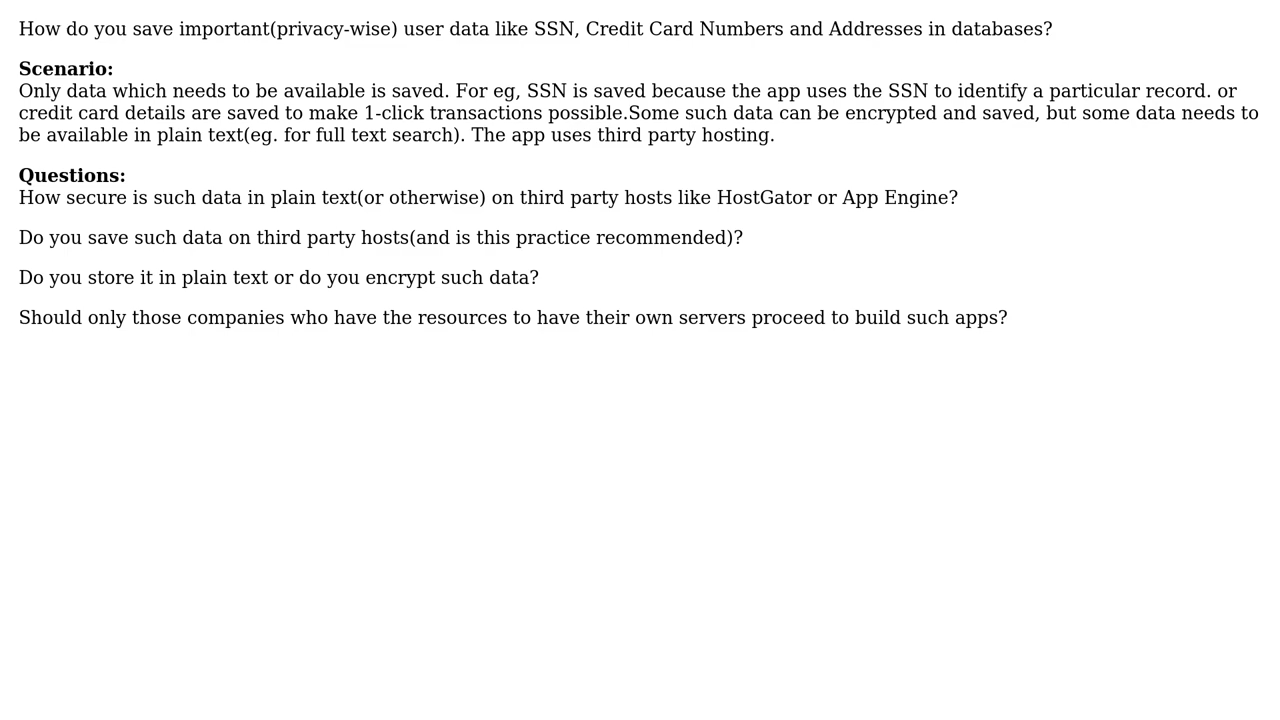 How do you save important(privacy-wise) user data like SSN, Credit Card Numbers and Addresses in databases?
Scenario:
Only data which needs to be available is saved. For eg, SSN is saved because the app uses the SSN to identify a particular record. or
credit card details are saved to make 1-click transactions possible.Some such data can be encrypted and saved, but some data needs to
be available in plain text(eg. for full text search). The app uses third party hosting.
Questions:
How secure is such data in plain text(or otherwise) on third party hosts like HostGator or App Engine?
Do you save such data on third party hosts(and is this practice recommended)?
Do you store it in plain text or do you encrypt such data?
Should only those companies who have the resources to have their own servers proceed to build such apps?